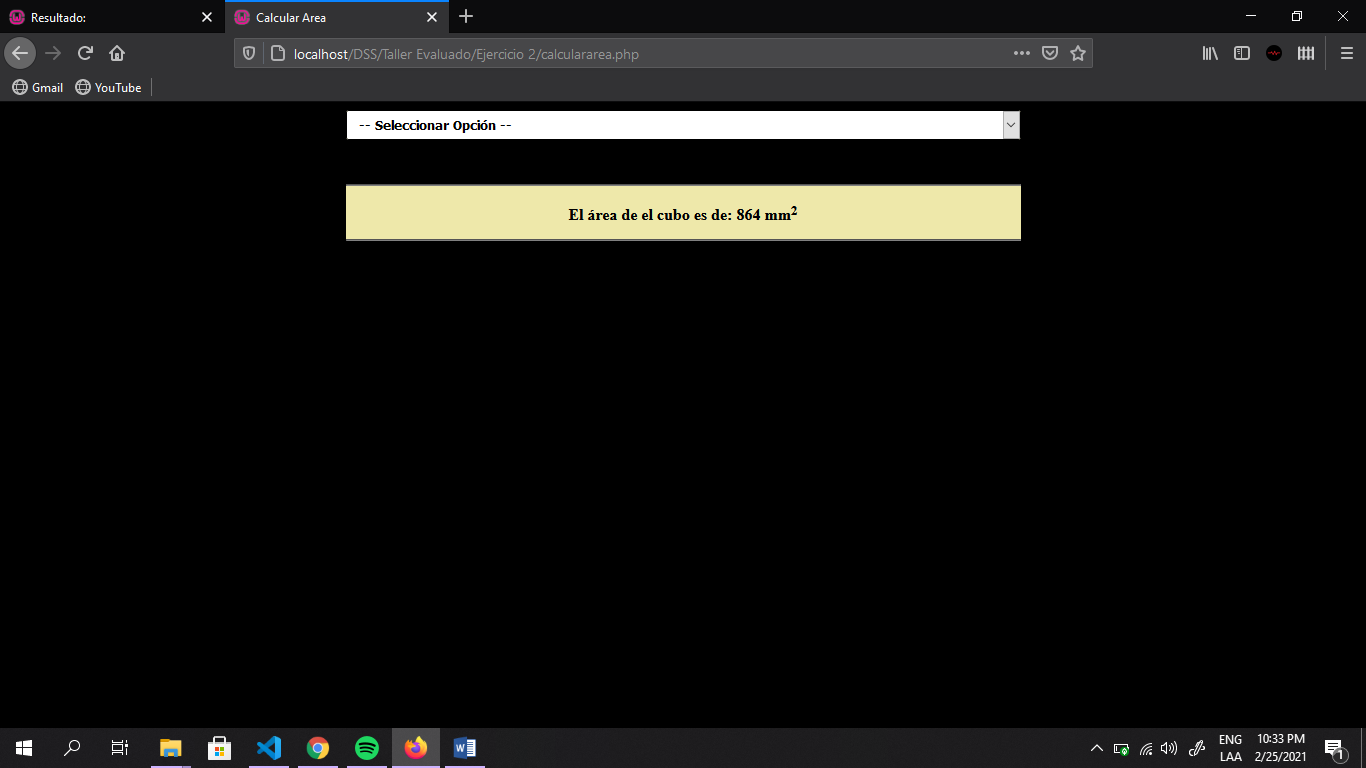 Resultado:
Calcular Area
localhost/DSS/Taller Evaluado/Ejercicio 2/calculararea.php
Gmail
YouTube
-- Seleccionar Opción --
El área de el cubo es de: 864 mm²
ENG
LAA
10:33 PM
2/25/2021
1